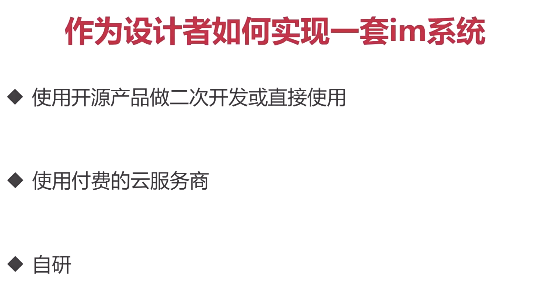 作为设计者如何实现一套im系统
◆ 使用开源产品做二次开发或直接使用
◆ 使用付费的云服务商
◆ 自研